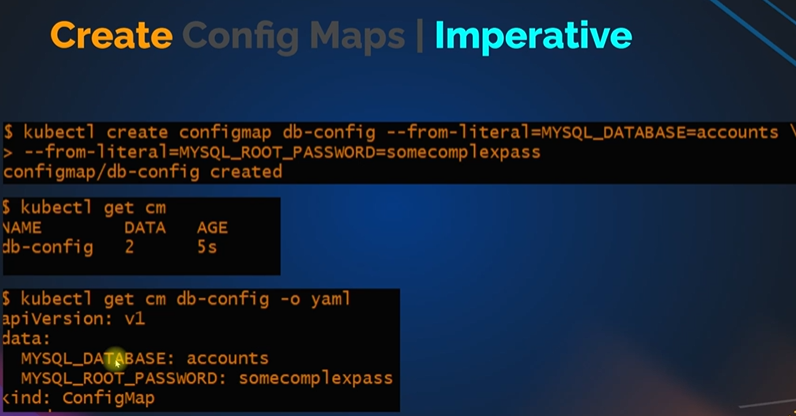 Create Config Maps | Imperative
$ kubectl create configmap db-config --from-literal=MYSQL_DATABASE=accounts \
> --from-literal=MYSQL_ROOT_PASSWORD=somecomplexpass
configmap/db-config created
$ kubectl get cm
NAME DATA AGE
db-config 2 5s
$ kubectl get cm db-config -o yaml
apiVersion: v1
data:
MYSQL_DATABASE: accounts
MYSQL_ROOT_PASSWORD: somecomplexpass
kind: ConfigMap